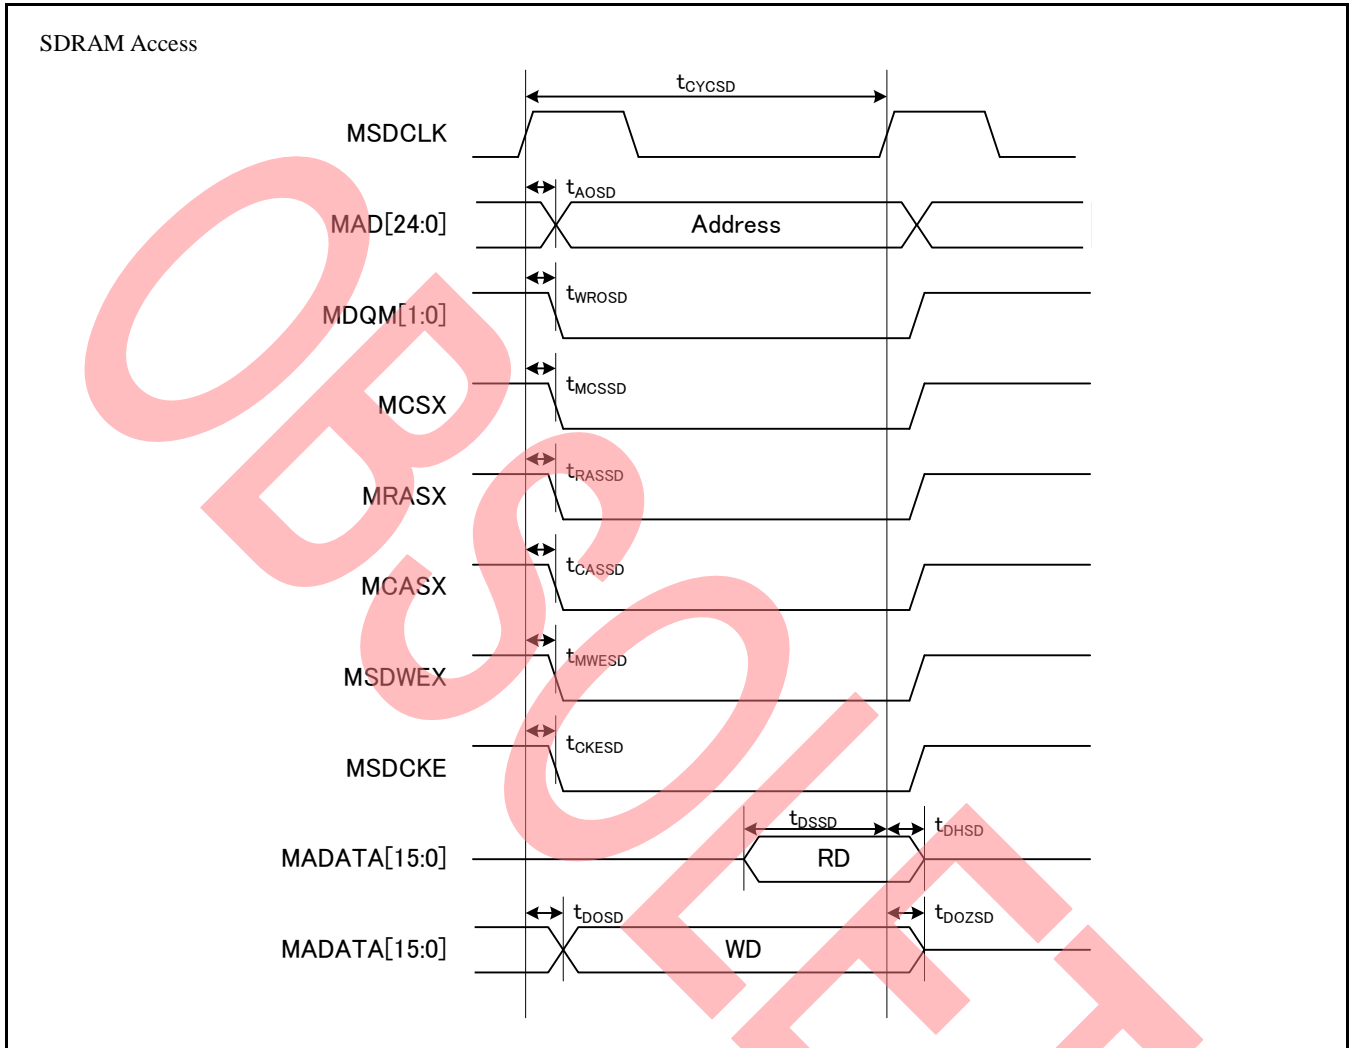 SDRAM Access
tCYCSD
MSDCLK
tAOSD
MAD[24:0]
Address
tWROSD
MDQM[1:0]
tMCSSD
MCSX
tRASSD
MRASX
tCASSD
MCASX
tMWESD
MSDWEX
tCKESD
MSDCKE
tDSSD
tDHSD
MADATA[15:0]
RD
tDOSD
tDOZSD
MADATA[15:0]
WD
OBSOLET